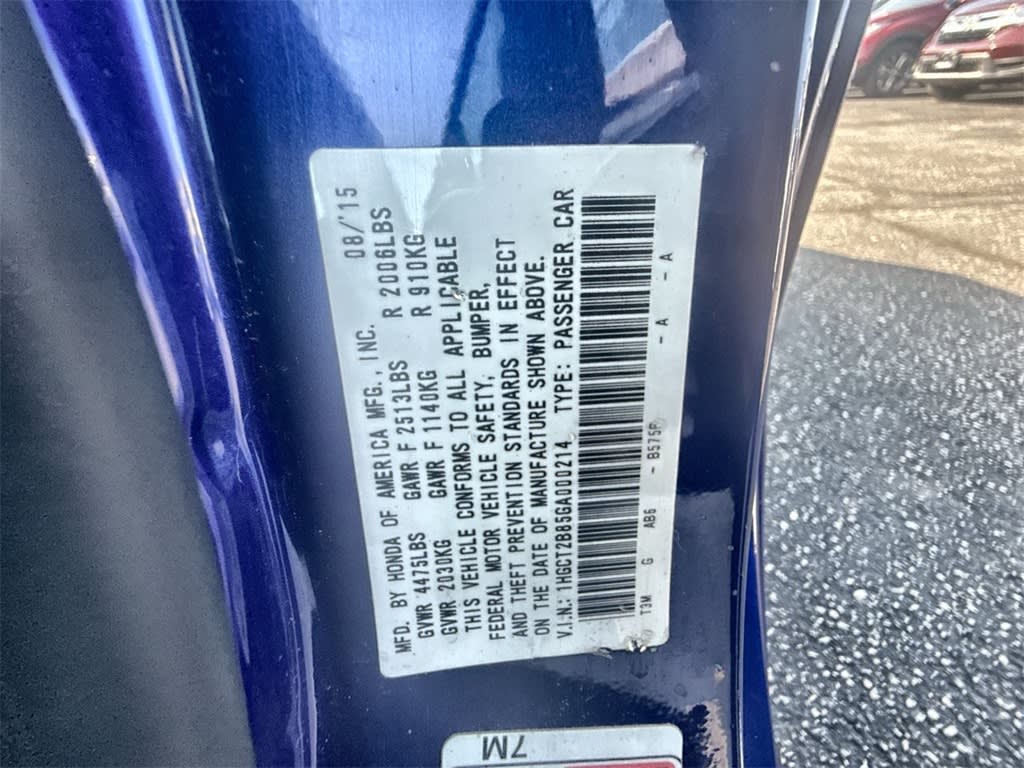 MFD. BY HONDA OF AMERICA MFG., INC. 08/'15
GVWR 4475LBS GAWR F 2513LBS R 2006LBS
GVWR 2030KG GAWR F 1140KG R 910KG
THIS VEHICLE CONFORMS TO ALL APPLICABLE
FEDERAL MOTOR VEHICLE SAFETY, BUMPER,
AND THEFT PREVENTION STANDARDS IN EFFECT
ON THE DATE OF MANUFACTURE SHOWN ABOVE.
V.I.N.: 1HGCT2B85GA000214 TYPE: PASSENGER CAR
T3M G AB6 - B575P - A - A
7M